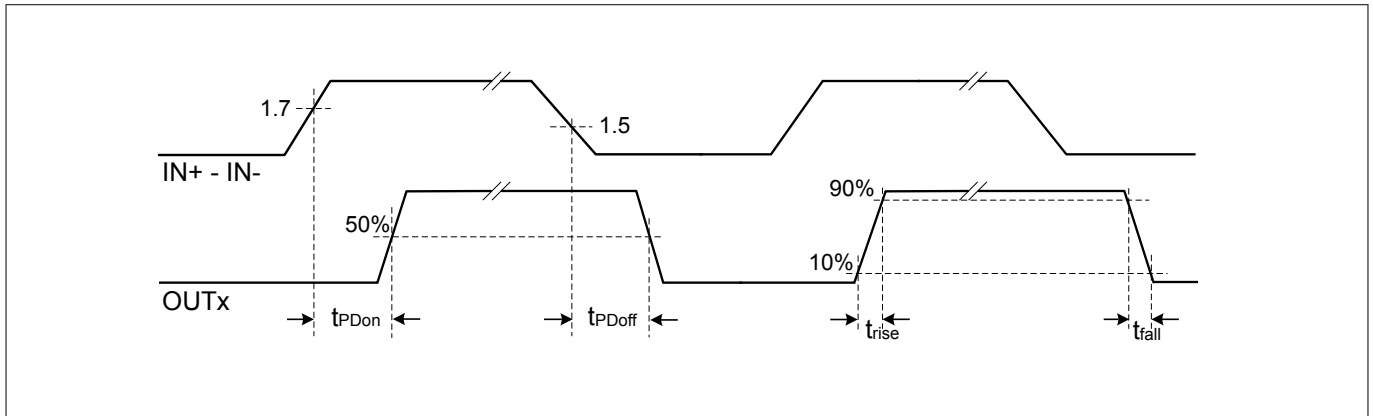 1.7
1.5
IN+ - IN-
90%
50%
10%
OUTx
tPDon
tPDoff
trise
tfall